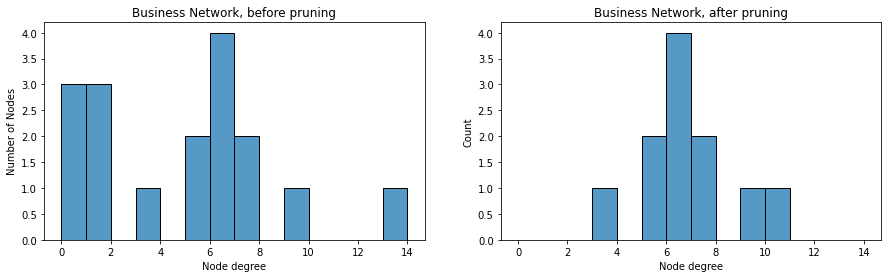 Business Network, before pruning
Number of Nodes
4.0
3.5
3.0
2.5
2.0
1.5
1.0
0.5
0.0
0 2 4 6 8 10 12 14
Node degree
Business Network, after pruning
Count
4.0
3.5
3.0
2.5
2.0
1.5
1.0
0.5
0.0
0 2 4 6 8 10 12 14
Node degree